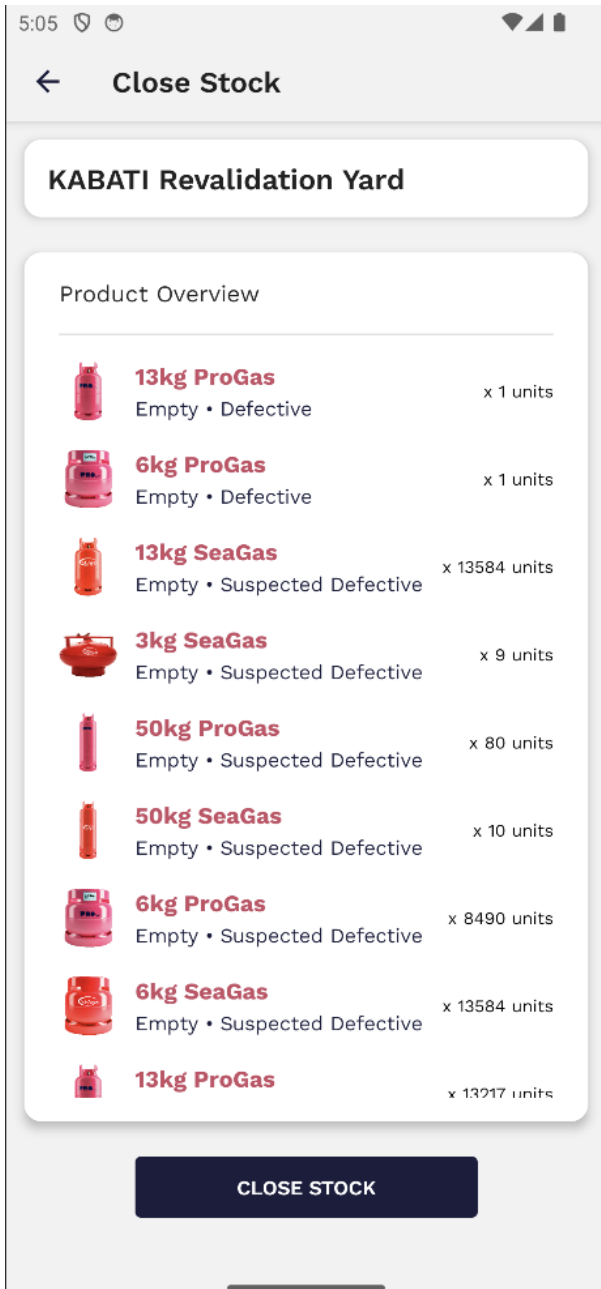 5:05
Close Stock
KABATI Revalidation Yard
Product Overview
13kg ProGas
Empty • Defective
x 1 units
6kg ProGas
Empty • Defective
x 1 units
13kg SeaGas
Empty • Suspected Defective
x 13584 units
3kg SeaGas
Empty • Suspected Defective
x 9 units
50kg ProGas
Empty • Suspected Defective
x 80 units
50kg SeaGas
Empty • Suspected Defective
x 10 units
6kg ProGas
Empty • Suspected Defective
x 8490 units
6kg SeaGas
Empty • Suspected Defective
x 13584 units
13kg ProGas
x 13217 units
CLOSE STOCK